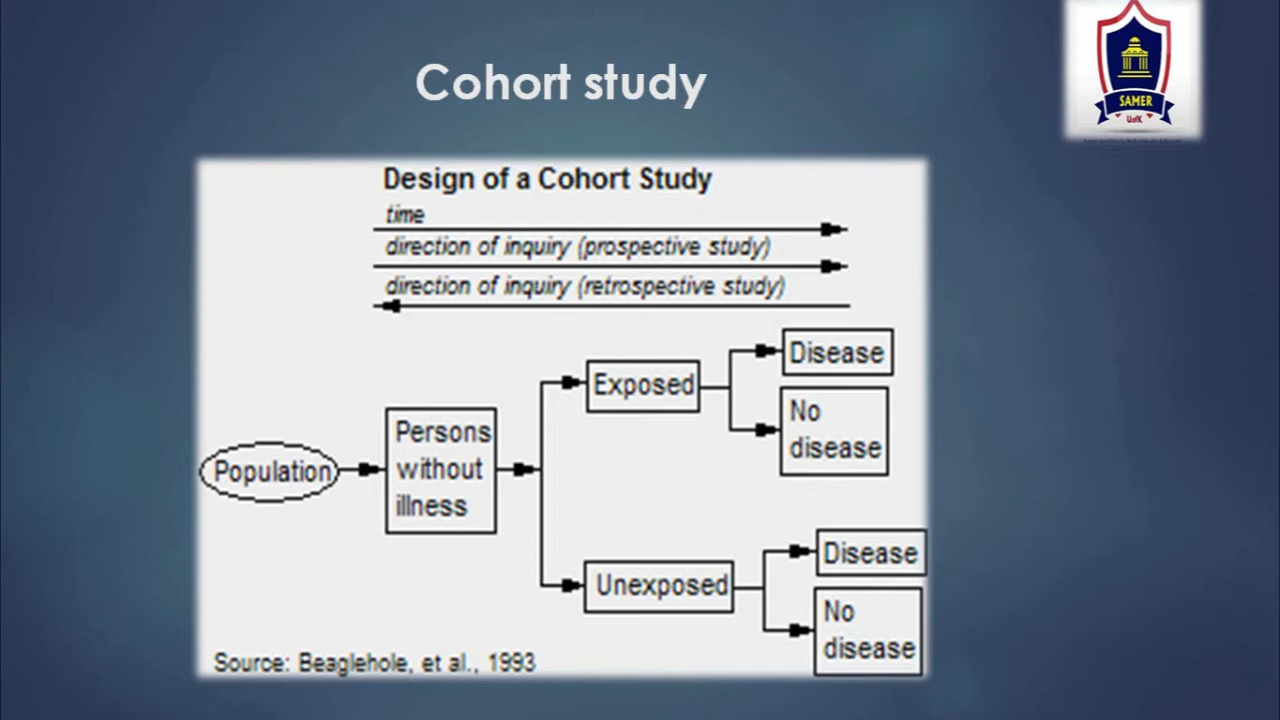 Cohort study
SAMER
UofK
Design of a Cohort Study
time
direction of inquiry (prospective study)
direction of inquiry (retrospective study)
Disease
Exposed
No
disease
Persons
without
illness
Population
Disease
Unexposed
No
disease
Source: Beaglehole, et al., 1993